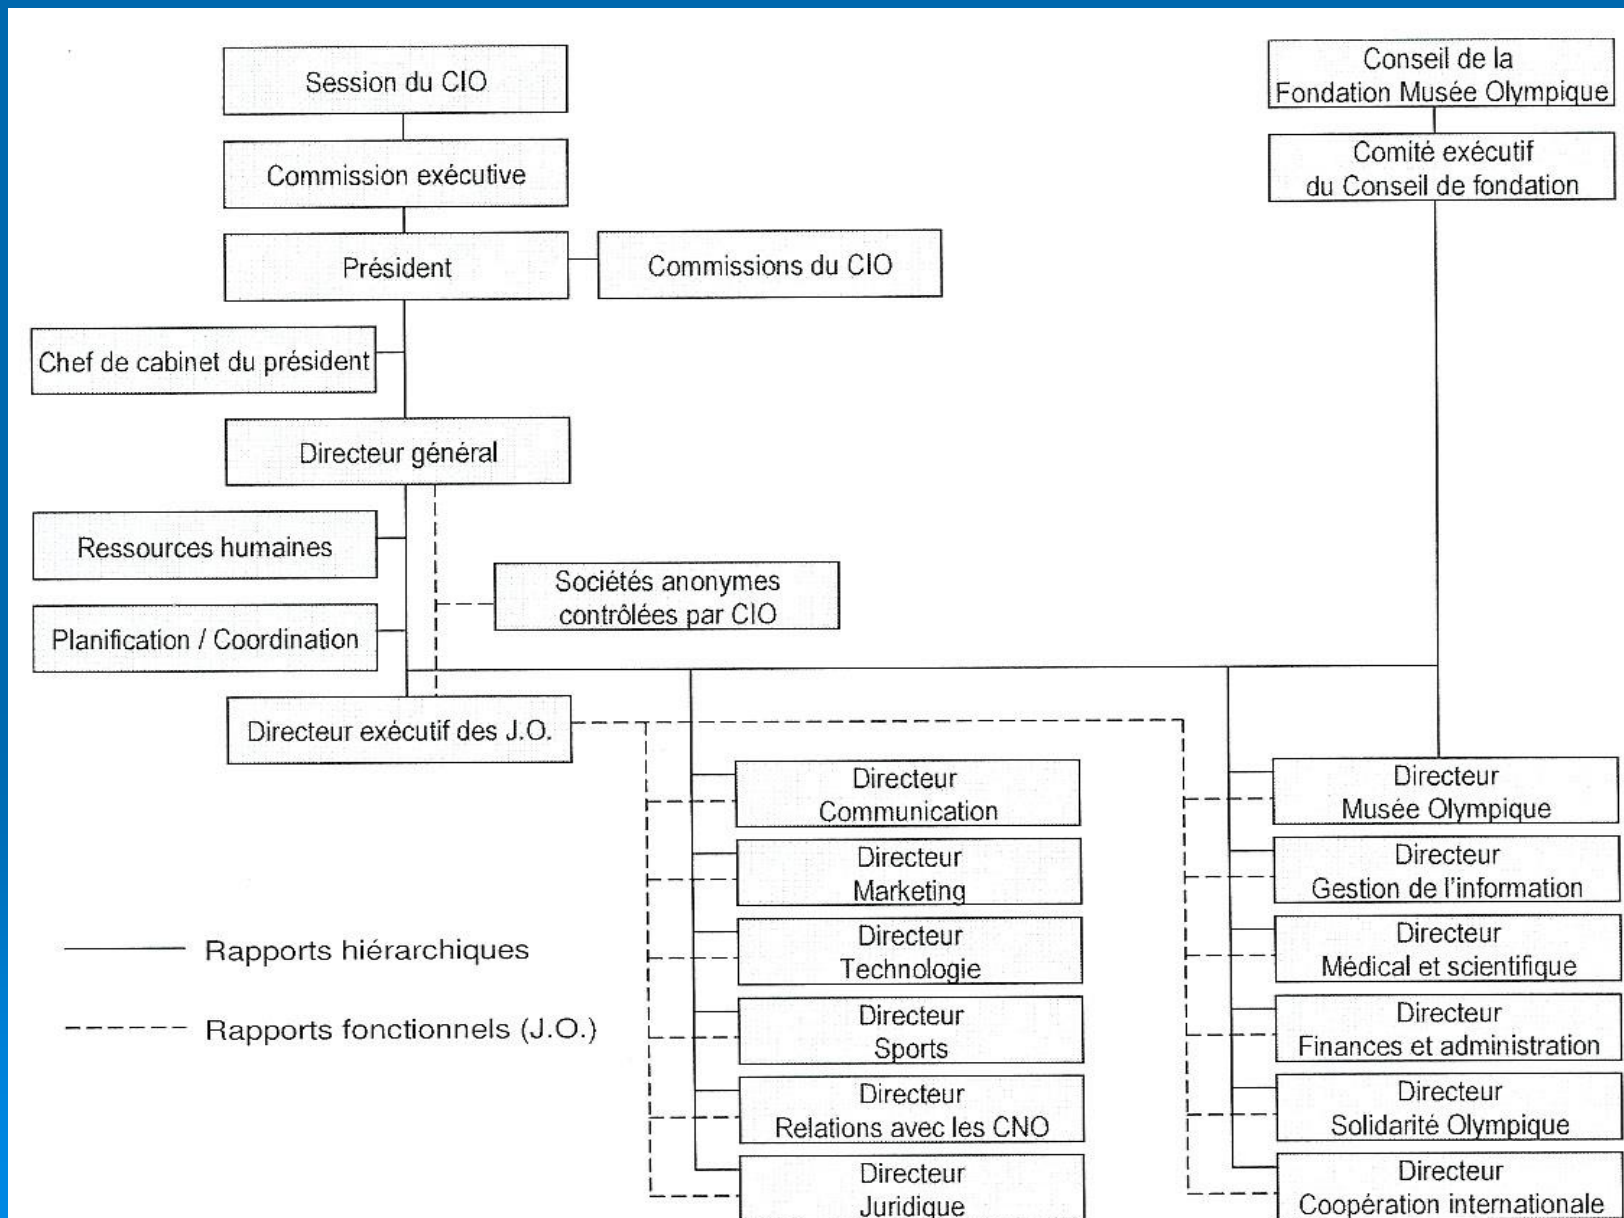 Session du CIO
Conseil de la
Fondation Musée Olympique
Commission exécutive
Comité exécutif
du Conseil de fondation
Président
Commissions du CIO
Chef de cabinet du président
Directeur général
Ressources humaines
Sociétés anonymes
contrôlées par CIO
Planification / Coordination
Directeur exécutif des J.O.
Directeur
Communication
Directeur
Marketing
Directeur
Technologie
Directeur
Sports
Directeur
Relations avec les CNO
Directeur
Juridique
Directeur
Musée Olympique
Directeur
Gestion de l'information
Directeur
Médical et scientifique
Directeur
Finances et administration
Directeur
Solidarité Olympique
Directeur
Coopération internationale
Rapports hiérarchiques
Rapports fonctionnels (J.O.)